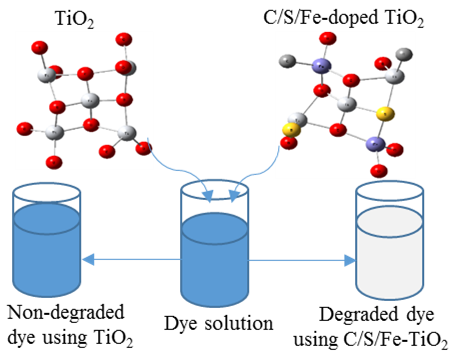 TiO₂
C/S/Fe-doped TiO₂
Non-degraded
dye using TiO₂
Dye solution
Degraded dye
using C/S/Fe-TiO₂